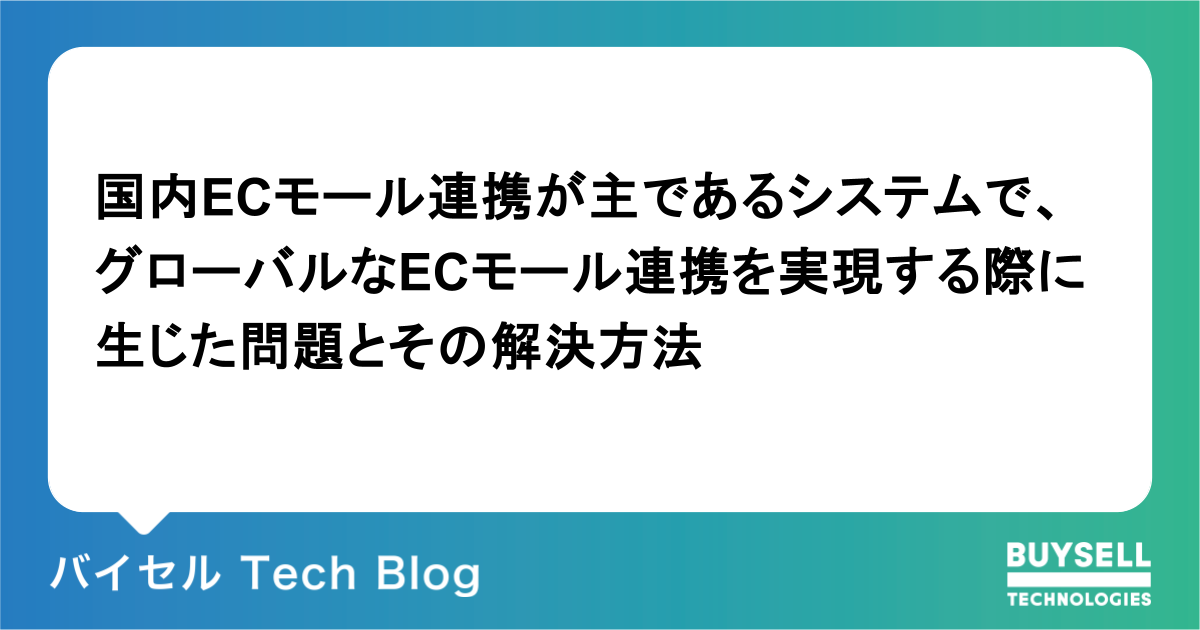 国内ECモール連携が主であるシステムで、
グローバルなECモール連携を実現する際に
生じた問題とその解決方法
バイセル Tech Blog
BUYSELL
TECHNOLOGIES